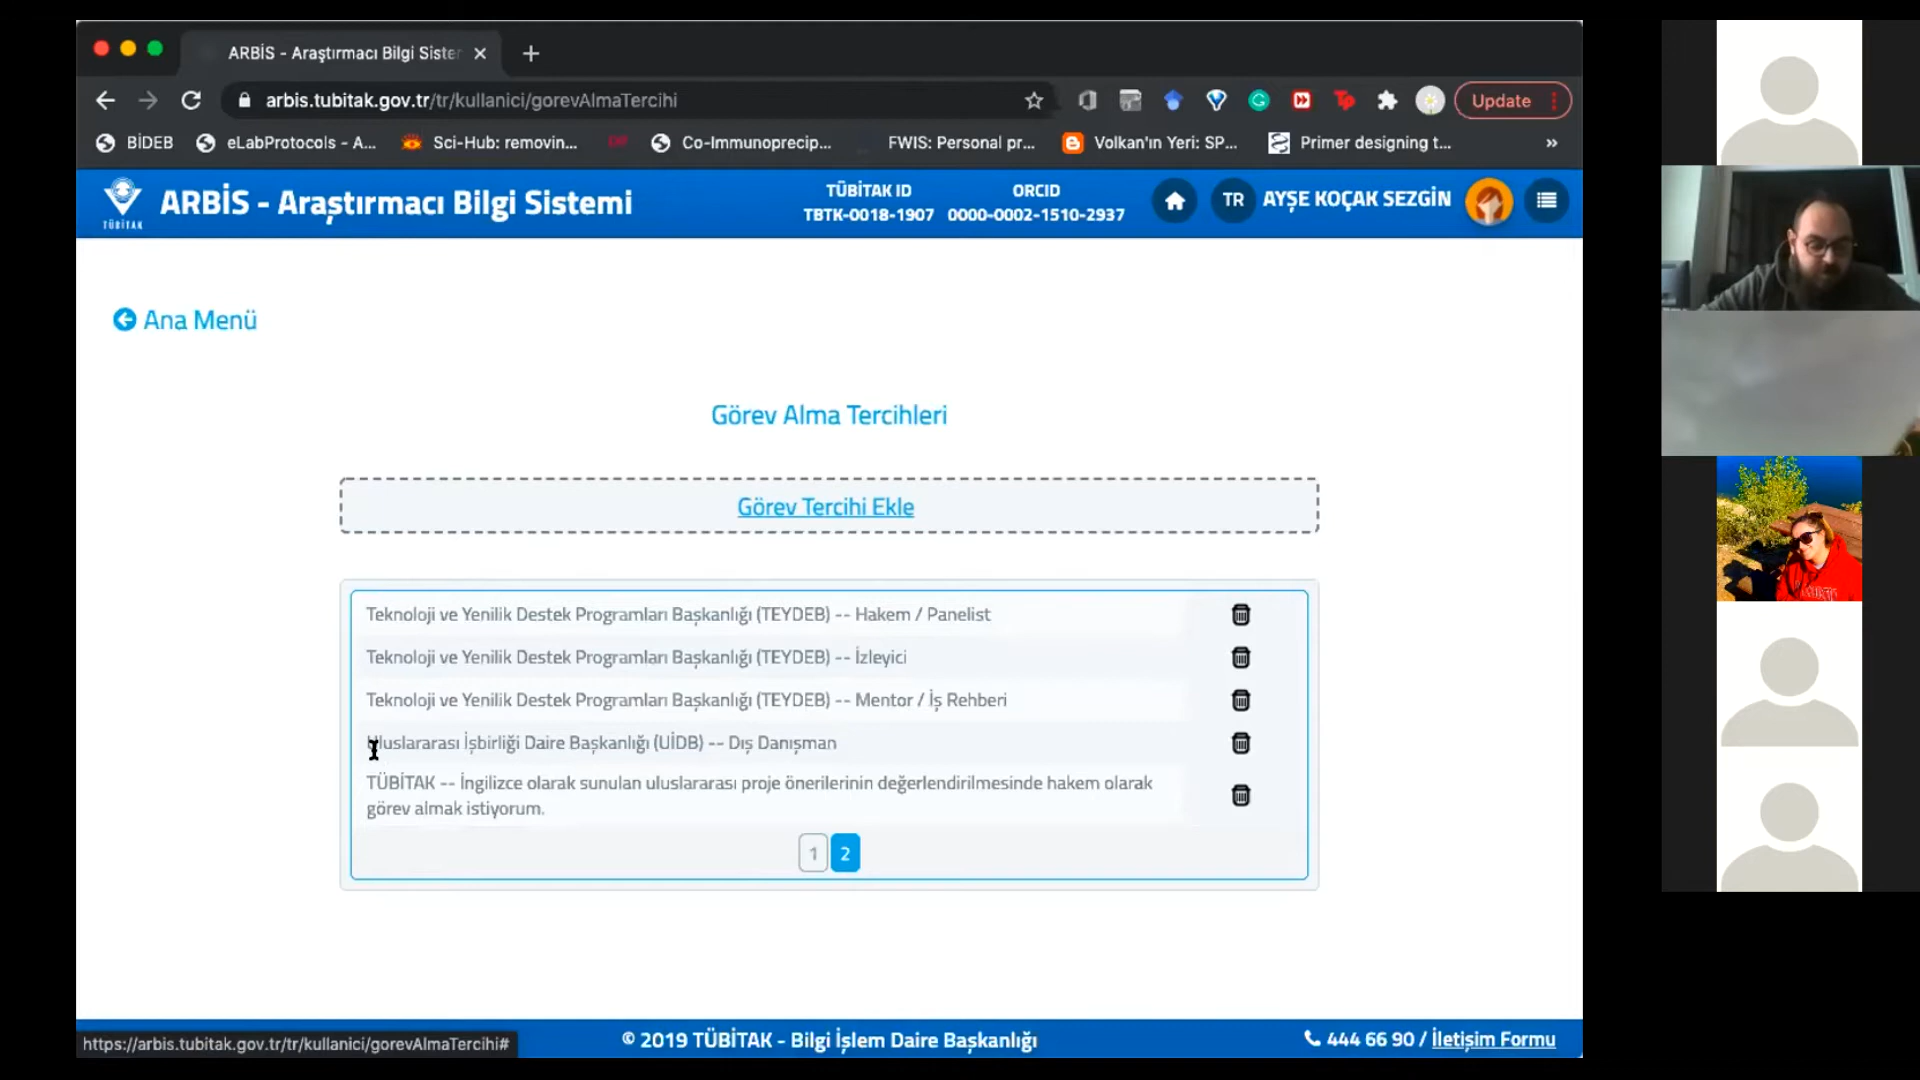 ARBİS - Araştırmacı Bilgi Sister
arbis.tubitak.gov.tr/tr/kullanici/gorevAlmaTercihi
Update
BİDEB
eLabProtocols - A...
Sci-Hub: removin...
Co-Immunoprecip...
FWIS: Personal pr...
Volkan'ın Yeri: SP...
Primer designing t...
»
TÜBİTAK
ARBİS - Araştırmacı Bilgi Sistemi
TÜBİTAK ID
TBTK-0018-1907
ORCID
0000-0002-1510-2937
TR
AYŞE KOÇAK SEZGİN
Ana Menü
Görev Alma Tercihleri
Görev Tercihi Ekle
Teknoloji ve Yenilik Destek Programları Başkanlığı (TEYDEB) -- Hakem / Panelist
Teknoloji ve Yenilik Destek Programları Başkanlığı (TEYDEB) -- İzleyici
Teknoloji ve Yenilik Destek Programları Başkanlığı (TEYDEB) -- Mentor / İş Rehberi
Uluslararası İşbirliği Daire Başkanlığı (UİDB) -- Dış Danışman
TÜBİTAK -- İngilizce olarak sunulan uluslararası proje önerilerinin değerlendirilmesinde hakem olarak
görev almak istiyorum.
1 2
https://arbis.tubitak.gov.tr/tr/kullanici/gorevAlmaTercihi#
© 2019 TÜBİTAK - Bilgi İşlem Daire Başkanlığı
444 66 90 / İletişim Formu